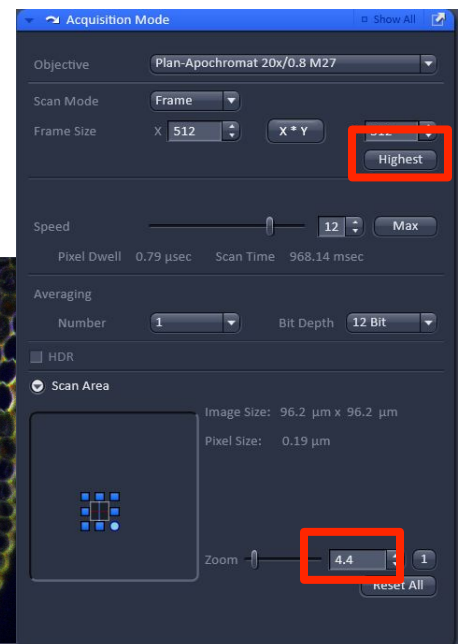 Acquisition Mode Show All
Objective Plan-Apochromat 20x/0.8 M27
Scan Mode Frame
Frame Size X 512 X * Y 512
Highest
Speed 12 Max
Pixel Dwell 0.79 µsec Scan Time 968.14 msec
Averaging
Number 1 Bit Depth 12 Bit
HDR
Scan Area
Image Size: 96.2 µm x 96.2 µm
Pixel Size: 0.19 µm
Zoom 4.4 1
Reset All